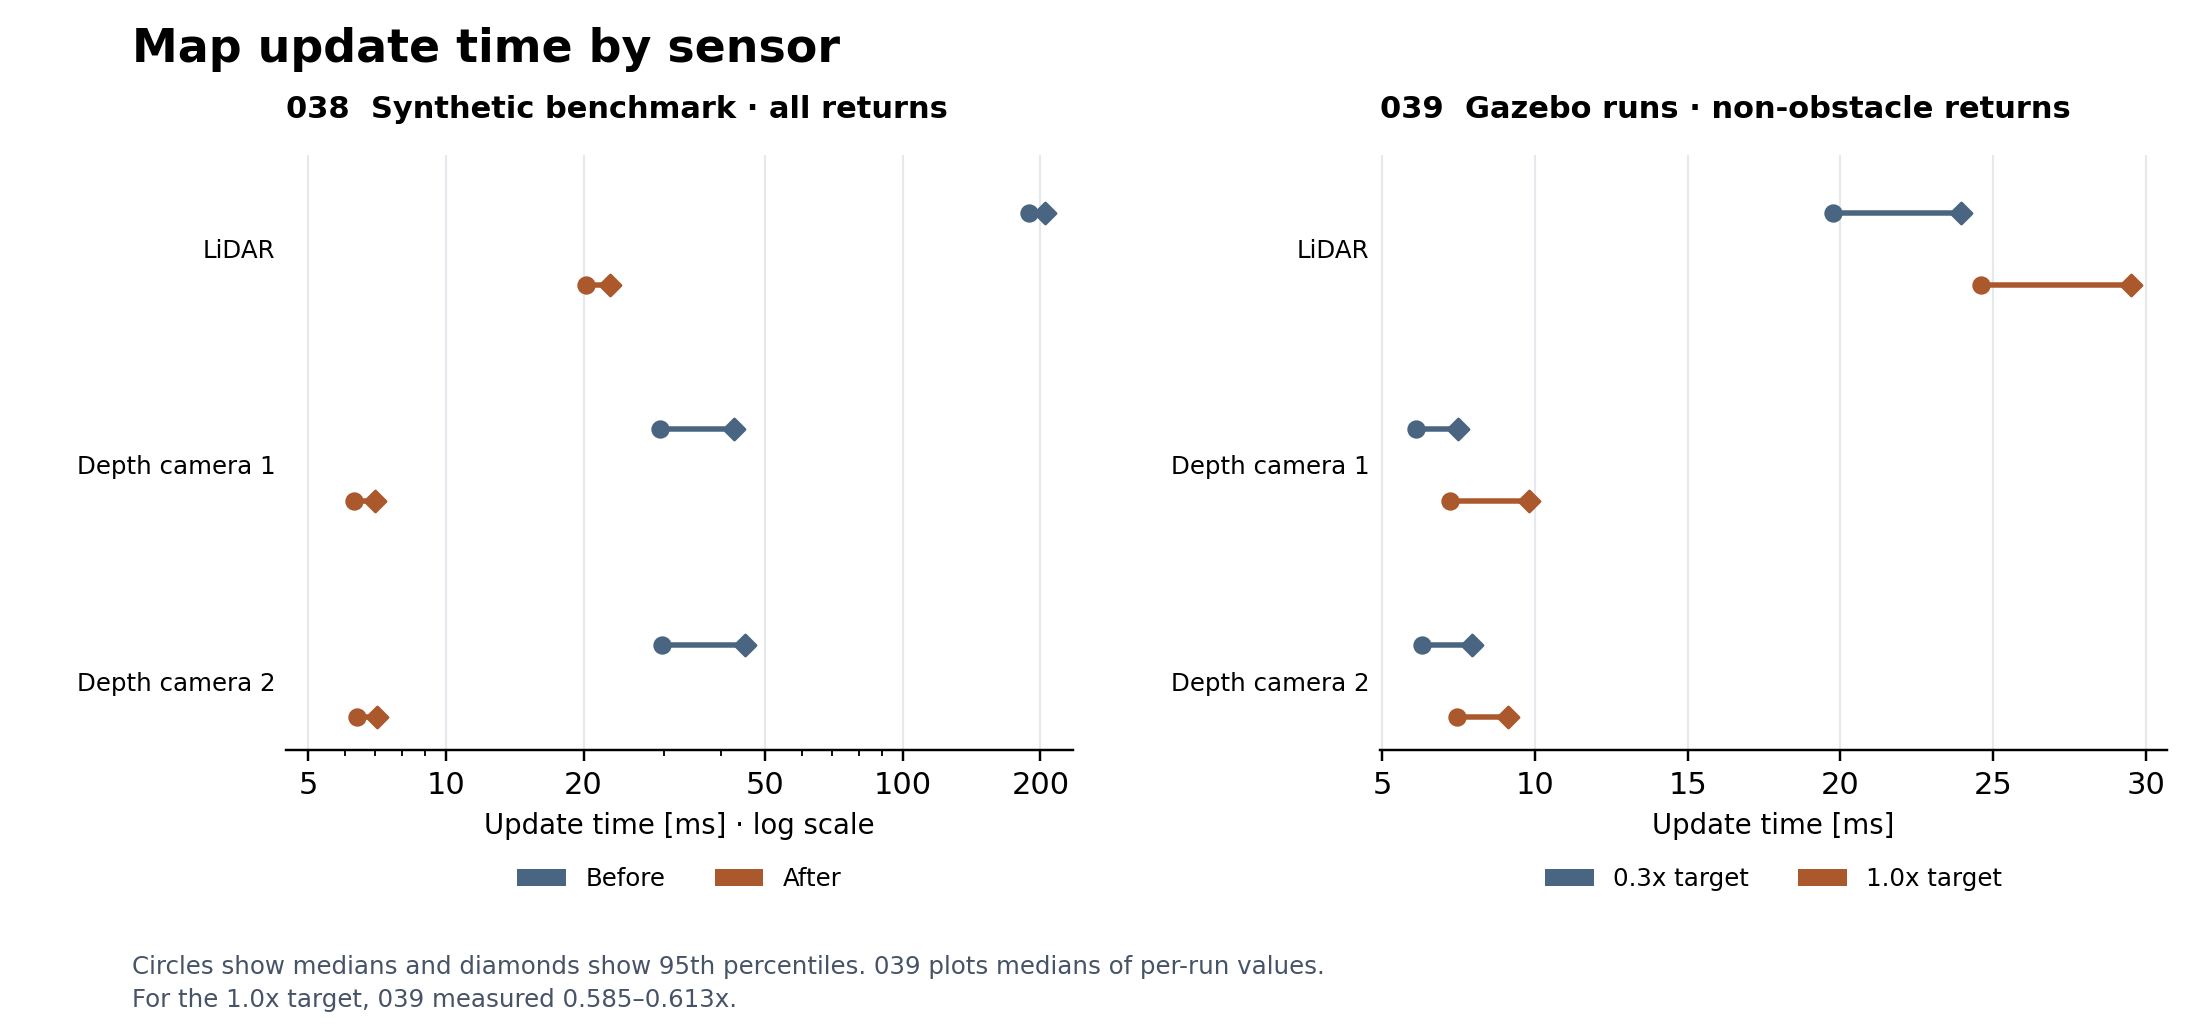 Map update time by sensor
038  Synthetic benchmark · all returns
LiDAR
Depth camera 1
Depth camera 2
5 10 20 50 100 200
Update time [ms] · log scale
Before After
039  Gazebo runs · non-obstacle returns
LiDAR
Depth camera 1
Depth camera 2
5 10 15 20 25 30
Update time [ms]
0.3x target 1.0x target
Circles show medians and diamonds show 95th percentiles. 039 plots medians of per-run values.
For the 1.0x target, 039 measured 0.585–0.613x.